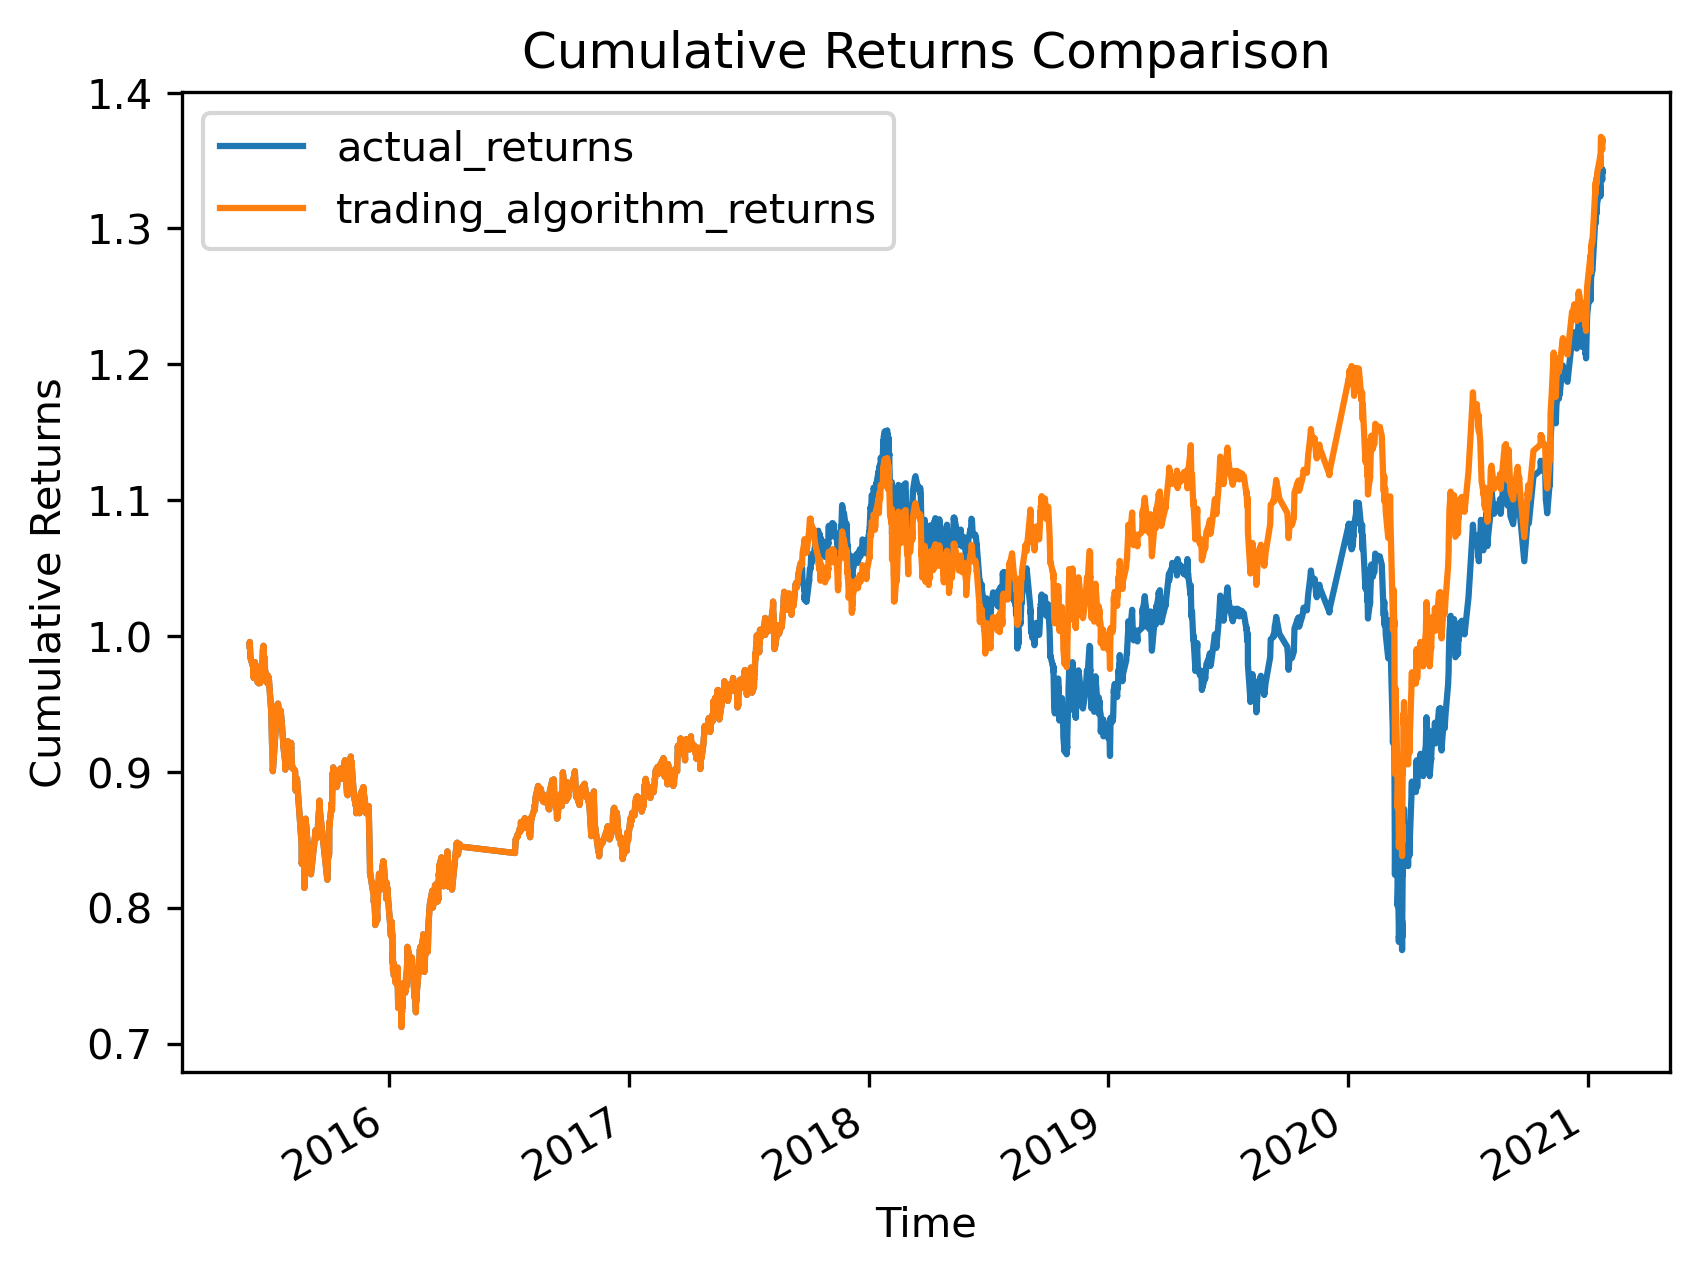 Cumulative Returns Comparison
actual_returns
trading_algorithm_returns
Cumulative Returns
1.4
1.3
1.2
1.1
1.0
0.9
0.8
0.7
2016
2017
2018
2019
2020
2021
Time